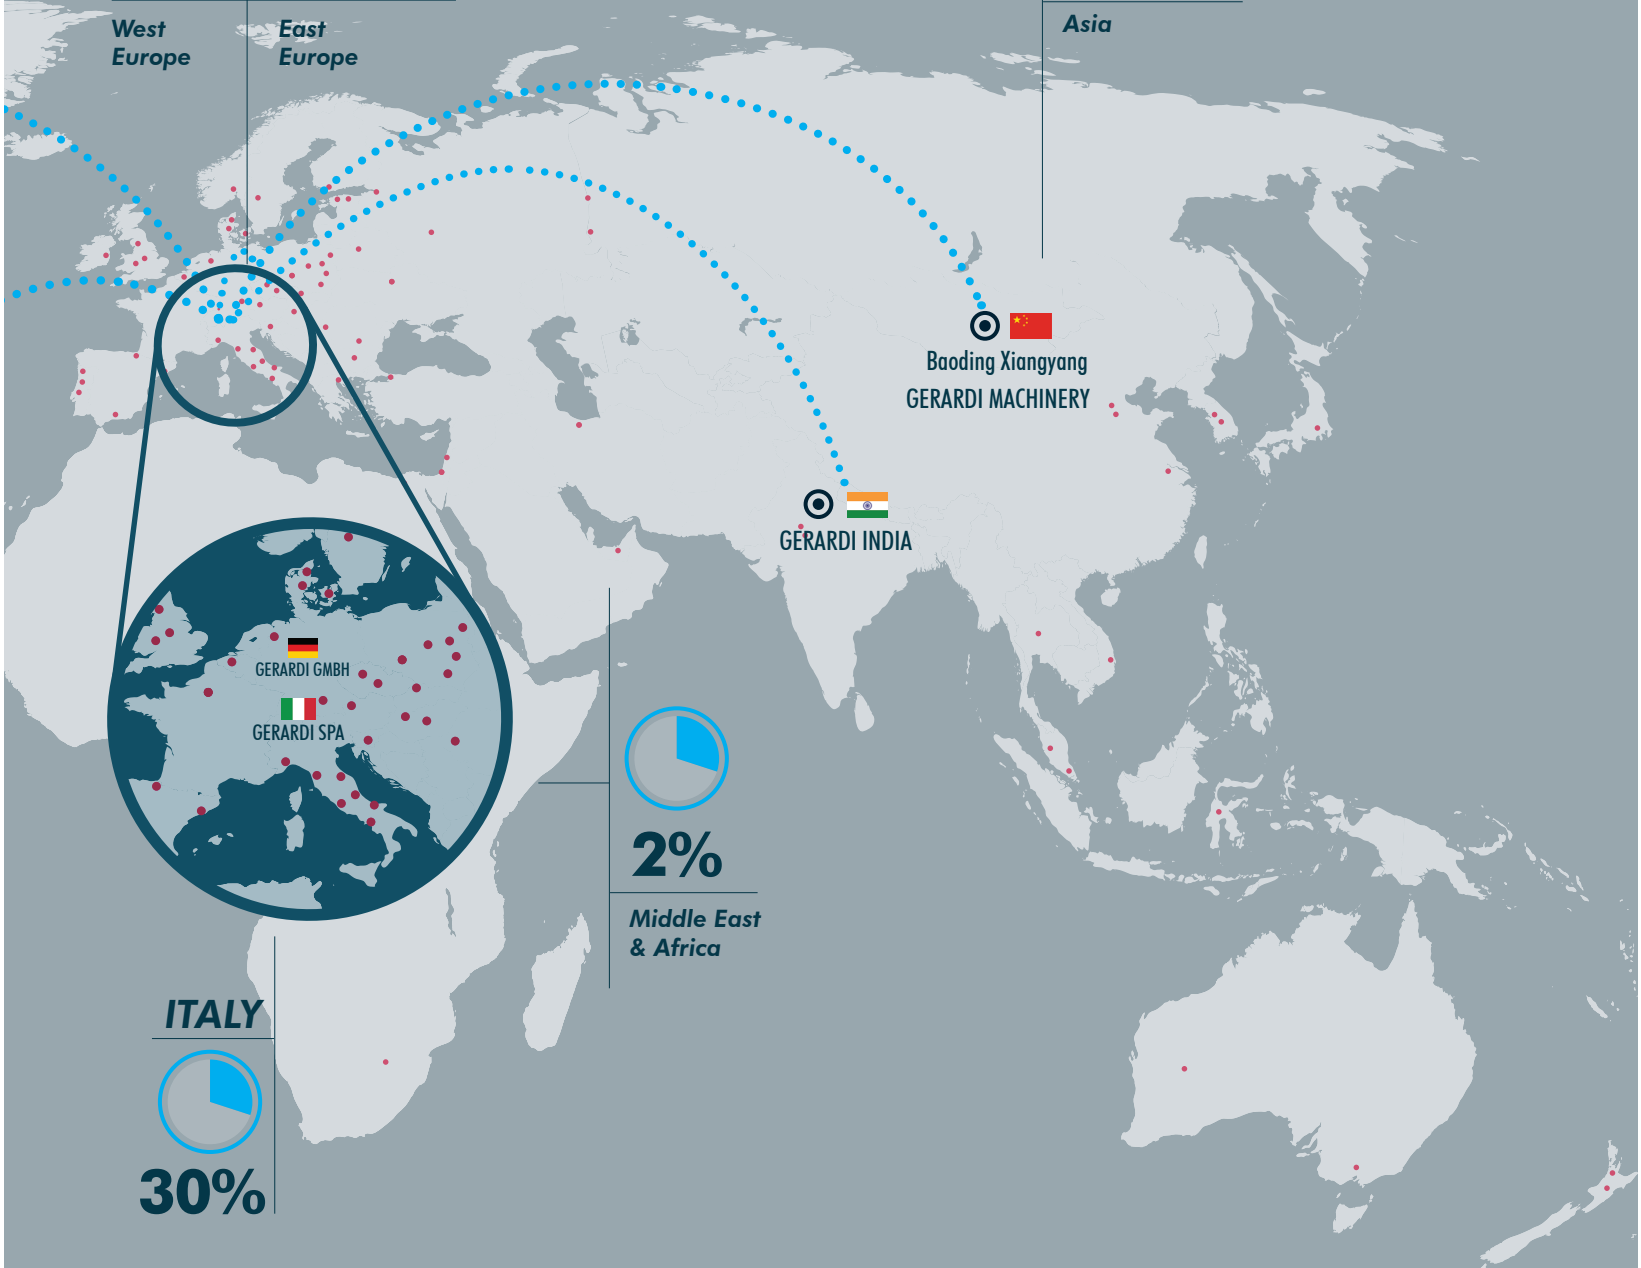 West
Europe
East
Europe
Asia
Baoding Xiangyang
GERARDI MACHINERY
GERARDI INDIA
GERARDI GMBH
GERARDI SPA
2%
Middle East
& Africa
ITALY
30%